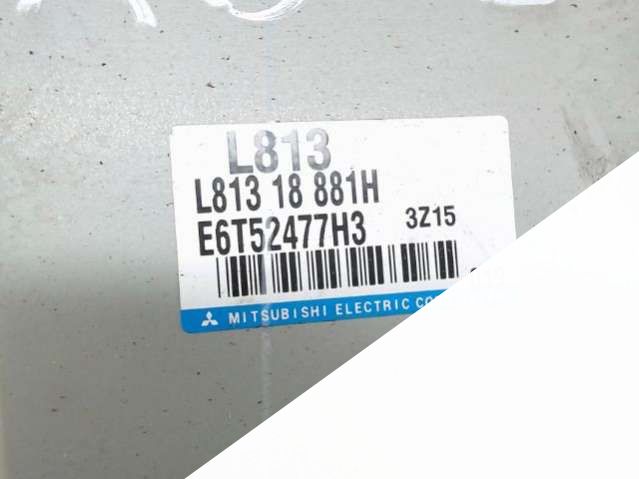 L813
L813 18 881H
E6T52477H3 3Z15
MITSUBISHI ELECTRIC